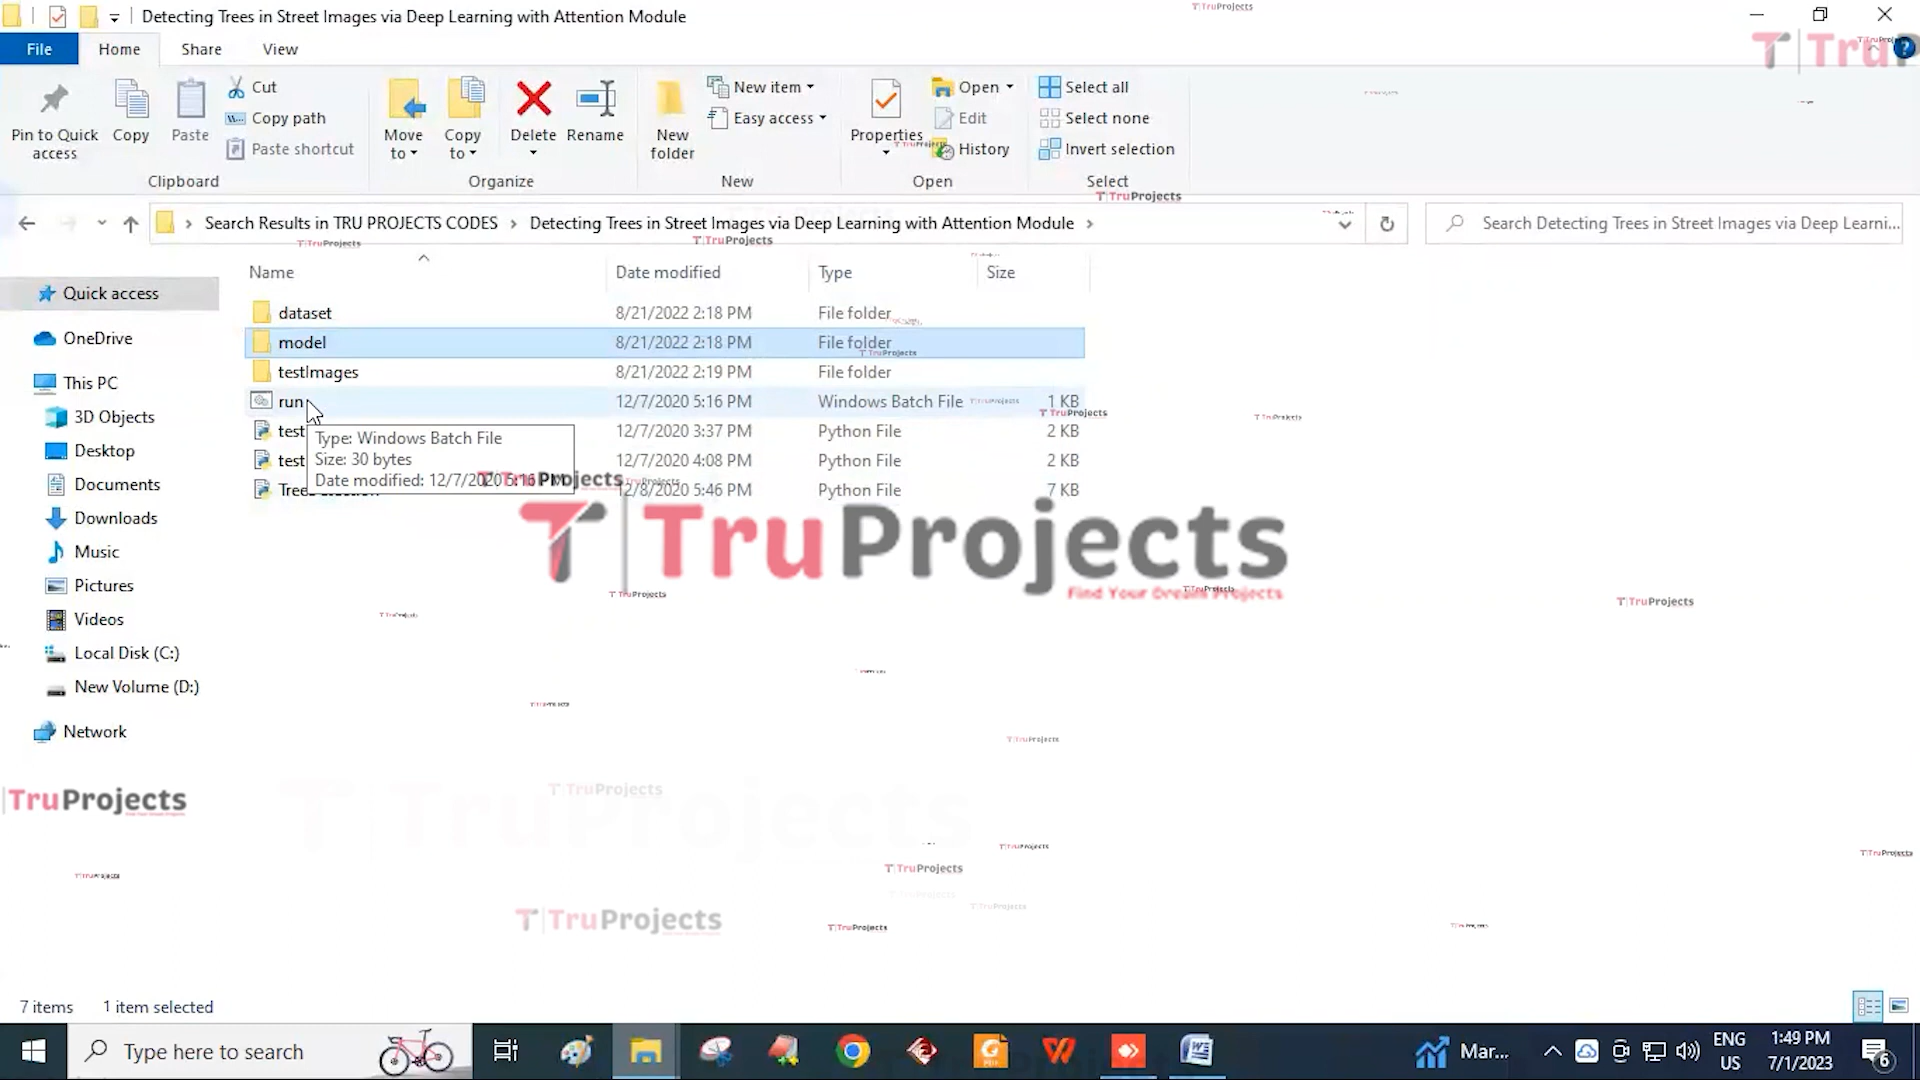 Detecting Trees in Street Images via Deep Learning with Attention Module
File Home Share View
Pin to Quick access
Copy
Paste
Cut
Copy path
Paste shortcut
Clipboard
Move to
Copy to
Delete
Rename
Organize
New folder
New item
Easy access
New
Properties
Open
Edit
History
Open
Select all
Select none
Invert selection
Select
Search Results in TRU PROJECTS CODES > Detecting Trees in Street Images via Deep Learning with Attention Module >
Search Detecting Trees in Street Images via Deep Learni...
Name Date modified Type Size
Quick access
OneDrive
This PC
3D Objects
Desktop
Documents
Downloads
Music
Pictures
Videos
Local Disk (C:)
New Volume (D:)
Network
dataset 8/21/2022 2:18 PM File folder
model 8/21/2022 2:18 PM File folder
testImages 8/21/2022 2:19 PM File folder
run 12/7/2020 5:16 PM Windows Batch File 1 KB
test 12/7/2020 3:37 PM Python File 2 KB
test 12/7/2020 4:08 PM Python File 2 KB
12/8/2020 5:46 PM Python File 7 KB
Type: Windows Batch File
Size: 30 bytes
Date modified: 12/7/2020 5:16 PM
TruProjects
Find Your Dream Projects
TruProjects
TruProjects
7 items 1 item selected
Type here to search
Mar...
ENG
US
1:49 PM
7/1/2023
6